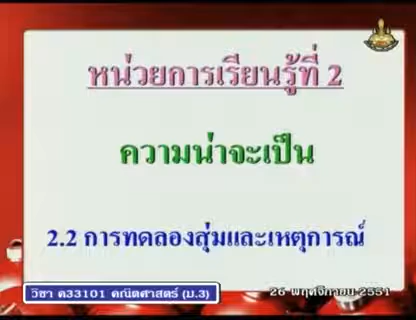 หน่วยการเรียนรู้ที่ 2
ความน่าจะเป็น
2.2 การทดลองสุ่มและเหตุการณ์
วิชา ค33101 คณิตศาสตร์ (ม.3)
26 พฤศจิกายน 2551